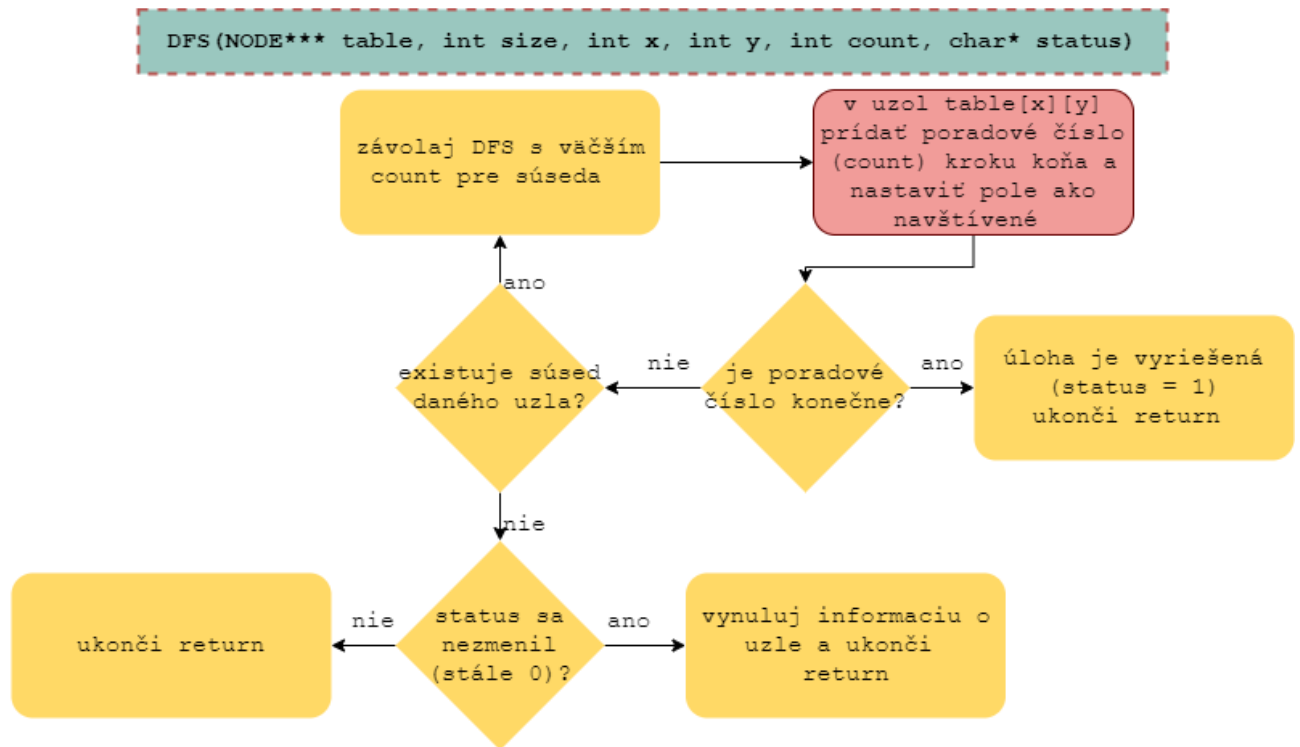 DFS(NODE*** table, int size, int x, int y, int count, char* status)
závolaj DFS s väčším
count pre súseda
v uzol table[x][y]
prídať poradové číslo
(count) kroku koňa a
nastaviť pole ako
navštívené
ano
existuje súsed
daného uzla?
nie
je poradové
číslo konečne?
ano
úloha je vyriešená
(status = 1)
ukonči return
nie
ukonči return
nie
status sa
nezmenil
(stále 0)?
ano
vynuluj informaciu o
uzle a ukonči
return